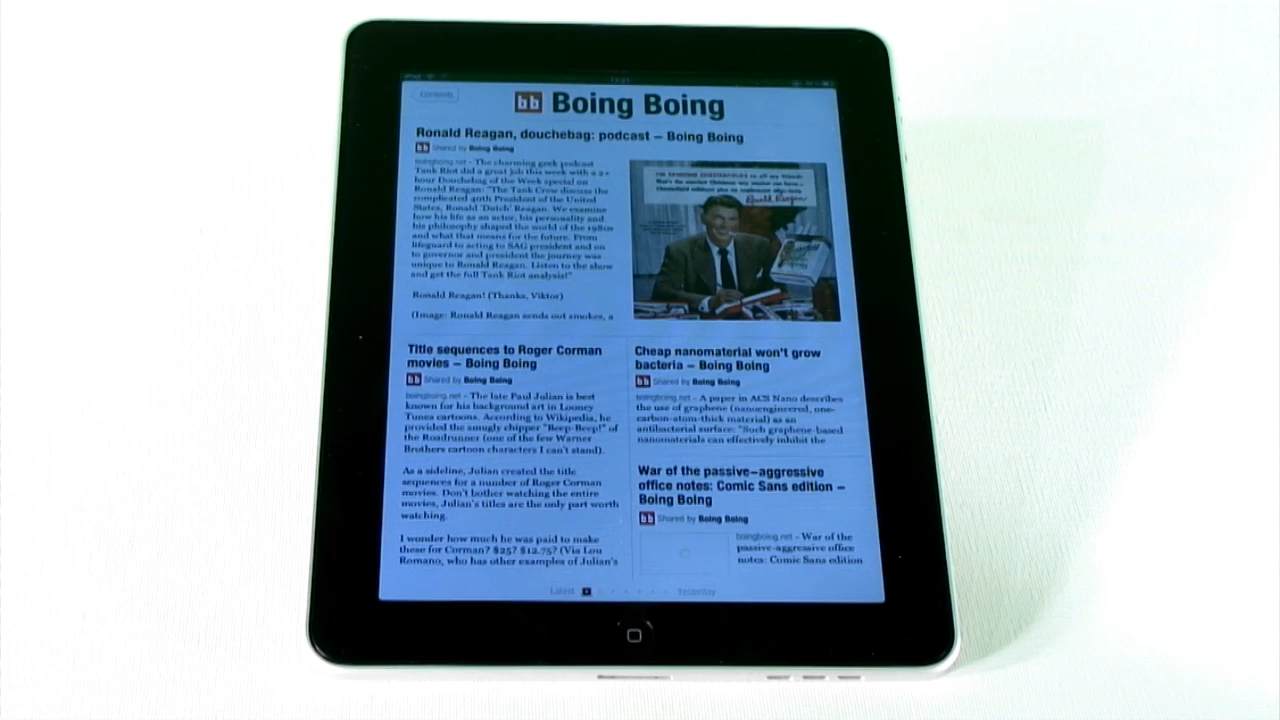 Contents
bb Boing Boing
Ronald Reagan, douchebag: podcast – Boing Boing
bb Shared by Boing Boing
boingboing.net - The charming geek podcast
Tank Riot did a great job this week with a 2+
hour Douchebag of the Week special on
Ronald Reagan: "The Tank Crew discuss the
complicated 40th President of the United
States, Ronald 'Dutch' Reagan. We examine
how his life as an actor, his personality and
his philosophy shaped the world of the 1980s
and what that means for the future. From
lifeguard to acting to SAG president and on
to governor and president the journey was
unique to Ronald Reagan. Listen to the show
and get the full Tank Riot analysis!"
Ronald Reagan! (Thanks, Viktor)
(Image: Ronald Reagan sends out smokes, a
Ronald Reagan
Title sequences to Roger Corman
movies – Boing Boing
bb Shared by Boing Boing
boingboing.net - The late Paul Julian is best
known for his background art in Looney
Tunes cartoons. According to Wikipedia, he
provided the smugly chipper "Beep-Beep!" of
the Roadrunner (one of the few Warner
Brothers cartoon characters I can't stand).
As a sideline, Julian created the title
sequences for a number of Roger Corman
movies. Don't bother watching the entire
movies, Julian's titles are the only part worth
watching.
I wonder how much he was paid to make
these for Corman? $25? $12.75? (Via Lou
Romano, who has other examples of Julian's
Cheap nanomaterial won't grow
bacteria – Boing Boing
bb Shared by Boing Boing
boingboing.net - A paper in ACS Nano describes
the use of graphene (nanoengineered, one-
carbon-atom-thick material) as an
antibacterial surface: "Such graphene-based
nanomaterials can effectively inhibit the
War of the passive–aggressive
office notes: Comic Sans edition –
Boing Boing
bb Shared by Boing Boing
boingboing.net - War of the
passive-aggressive office
notes: Comic Sans edition
Latest
Yesterday